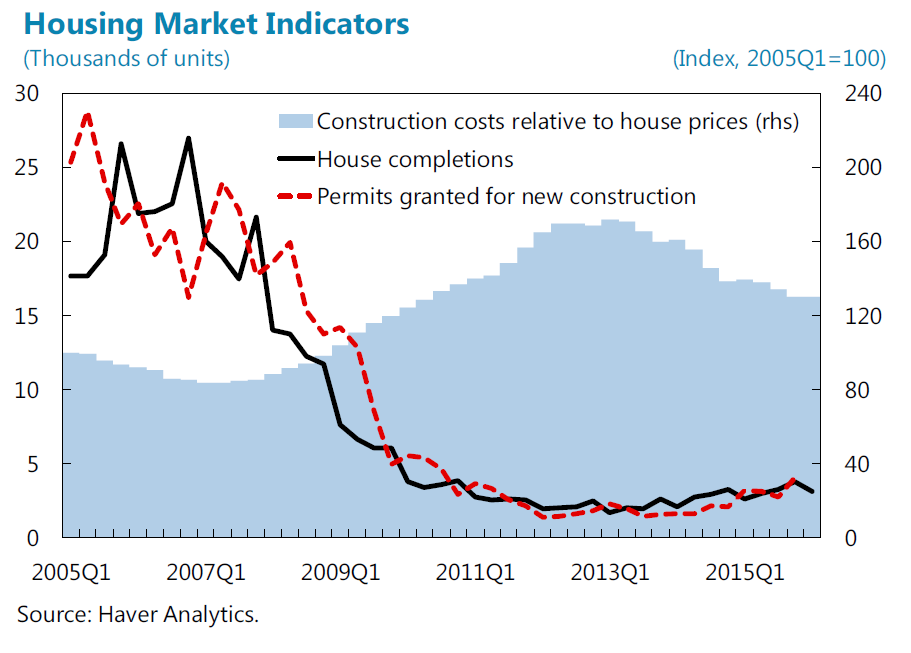 Housing Market Indicators
(Thousands of units) (Index, 2005Q1=100)
30 240
Construction costs relative to house prices (rhs)
25 House completions 200
Permits granted for new construction
20 160
15 120
10 80
5 40
0 0
2005Q1 2007Q1 2009Q1 2011Q1 2013Q1 2015Q1
Source: Haver Analytics.